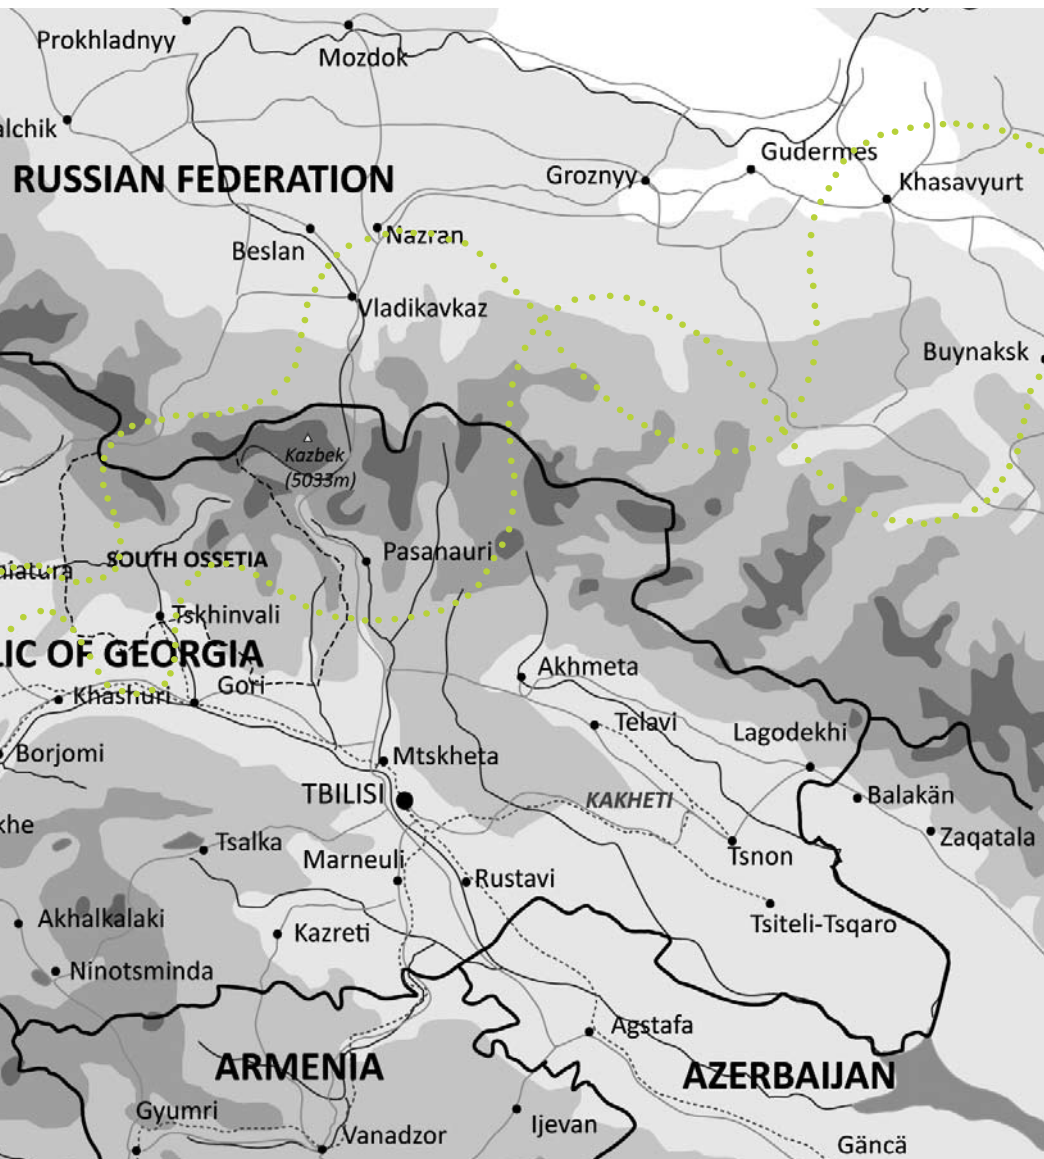 Prokhladnyy
Mozdok
alchik
Gudermes
RUSSIAN FEDERATION
Groznyy
Khasavyurt
Beslan
Nazran
Vladikavkaz
Buynaksk
Kazbek
(5033m)
Pasanauri
SOUTH OSSETIA
iatura
Tskhinvali
LIC OF GEORGIA
Akhmeta
Gori
Khashuri
Telavi
Lagodekhi
Borjomi
Mtskheta
TBILISI
KAKHETI
Balakän
khe
Tsalka
Zaqatala
Marneuli
Tsnon
Rustavi
Akhalkalaki
Tsiteli-Tsqaro
Kazreti
Ninotsminda
Agstafa
ARMENIA
AZERBAIJAN
Gyumri
Ijevan
Vanadzor
Gäncä